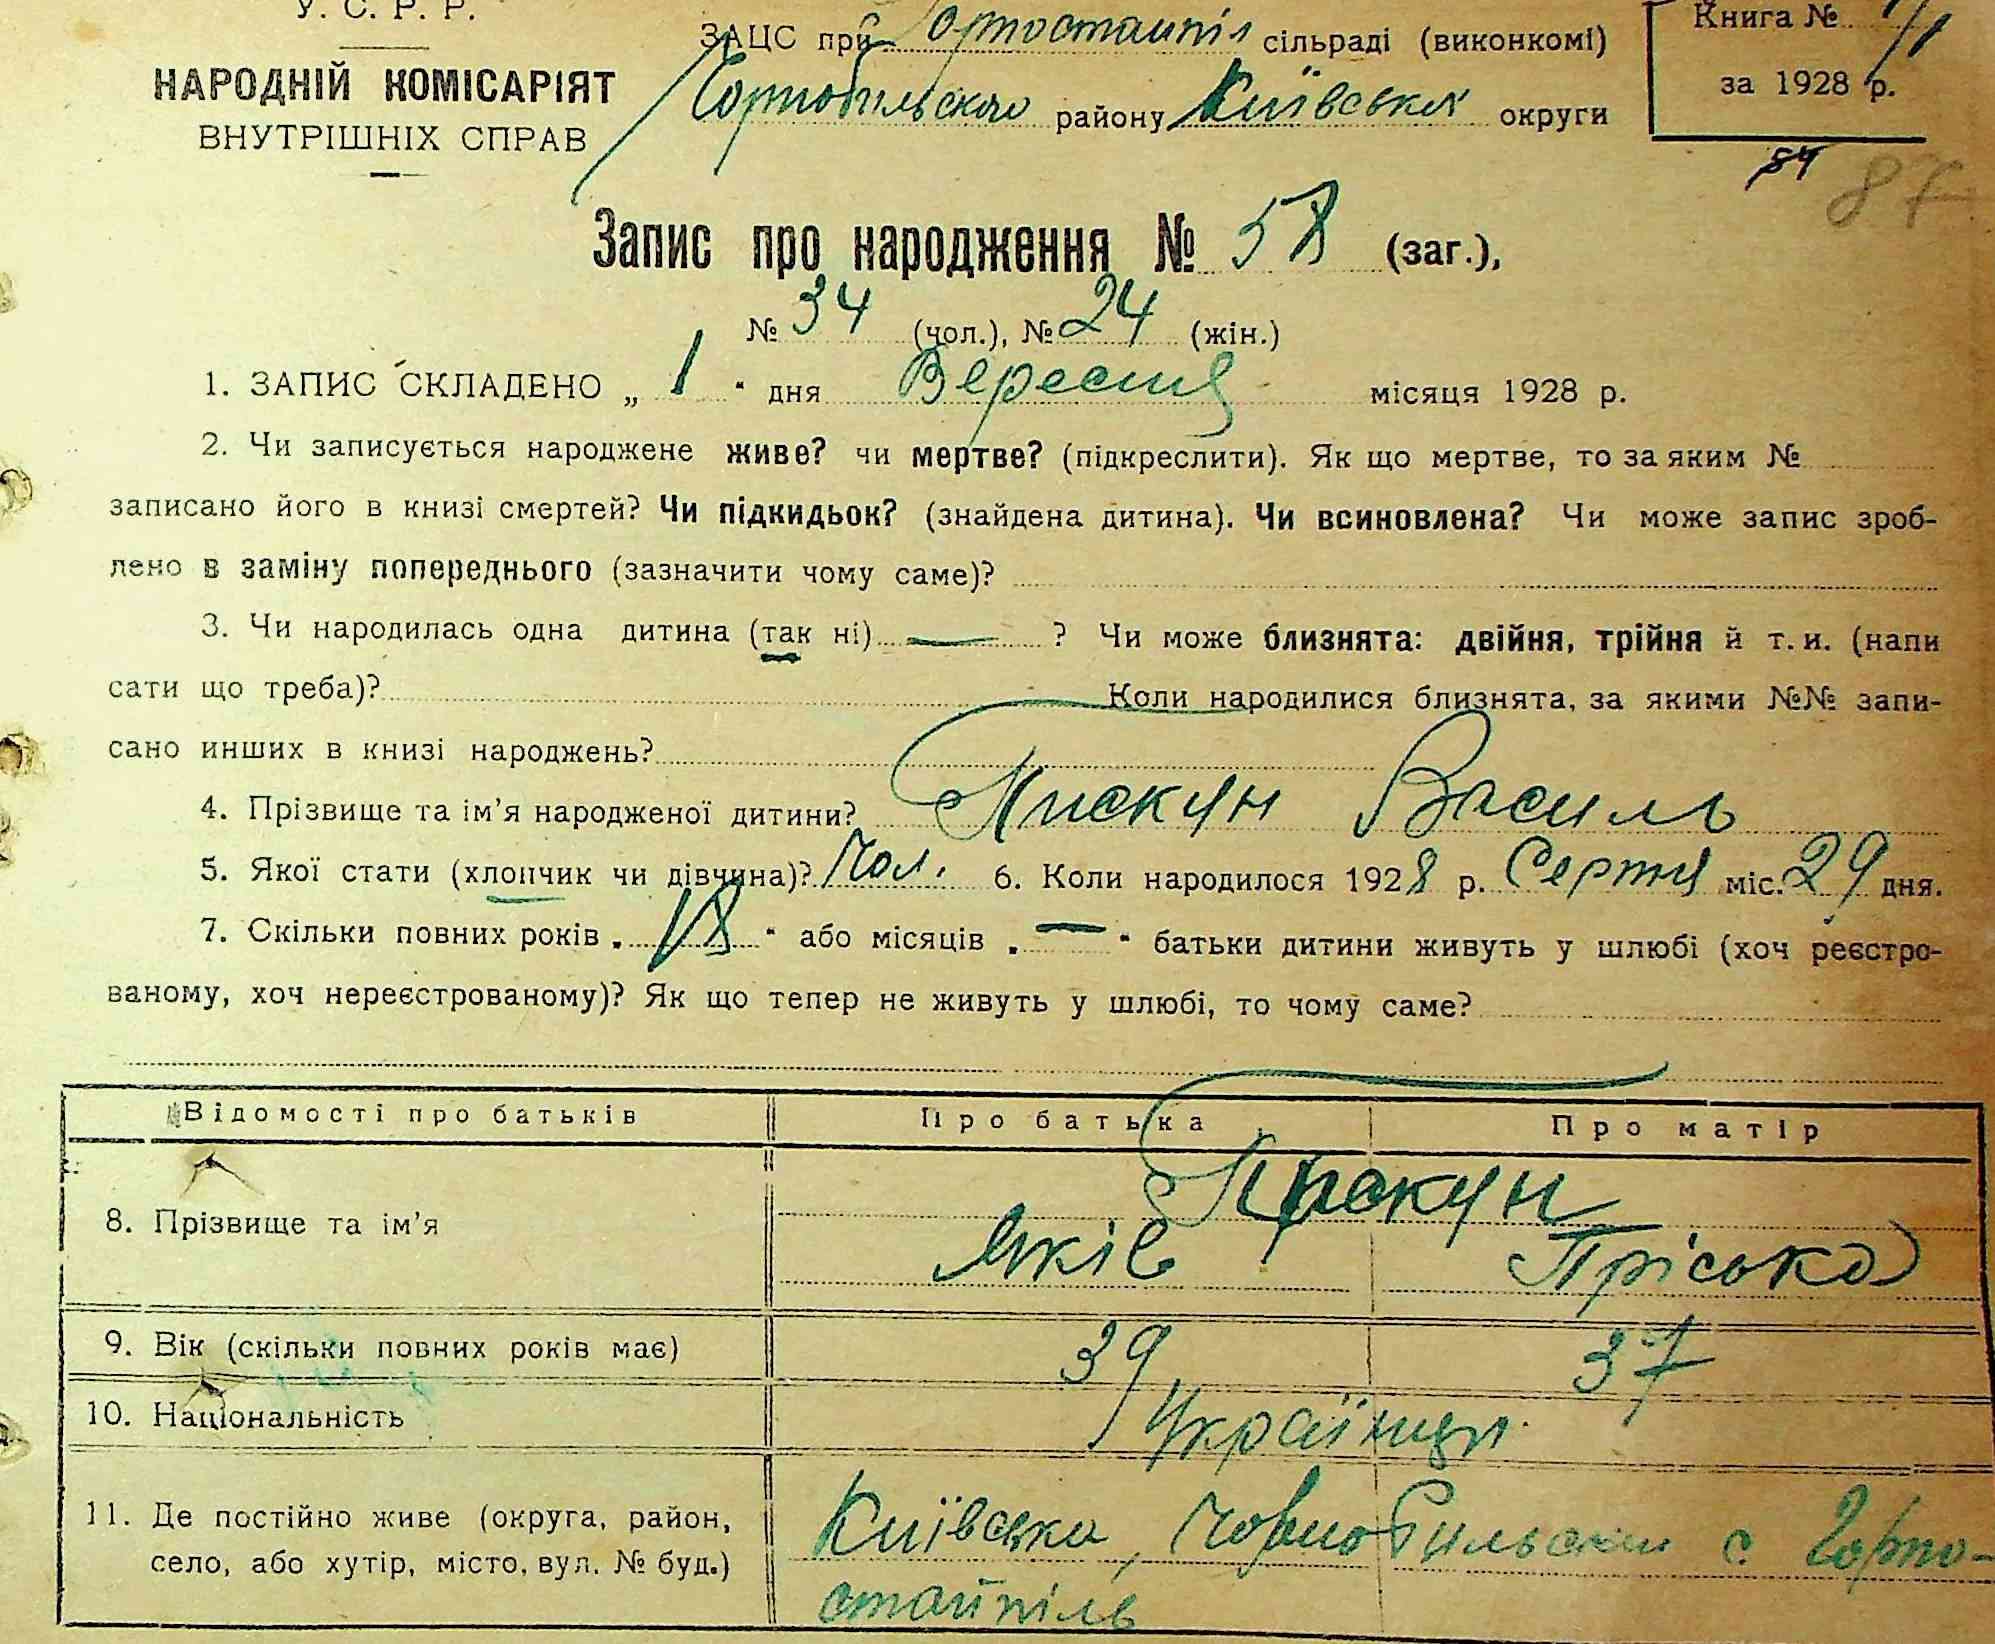 У. С. Р. Р.
НАРОДНІЙ КОМІСАРІЯТ
ВНУТРІШНІХ СПРАВ
ЗАЦС при Горностайпіл сільраді (виконкомі)
Чорнобильского району Київської округи
Книга №
за 1928 р.
84
87
Запис про народження № 58 (заг.),
№ 34 (чол.), № 24 (жін.)
1. ЗАПИС СКЛАДЕНО „ 1 “ дня Вересня місяця 1928 р.
2. Чи записується народжене живе? чи мертве? (підкреслити). Як що мертве, то за яким №
записано його в книзі смертей? Чи підкидьок? (знайдена дитина). Чи всиновлена? Чи може запис зроб-
лено в заміну попереднього (зазначити чому саме)?
3. Чи народилась одна дитина (так ні) — ? Чи може близнята: двійня, трійня й т. и. (напи
сати що треба)? Коли народилися близнята, за якими №№ запи-
сано инших в книзі народжень?
4. Прізвище та ім'я народженої дитини? Пискун Василь
5. Якої стати (хлопчик чи дівчина)? Чол. 6. Коли народилося 1928 р. Серпня міс. 29 дня.
7. Скільки повних років „ 18 “ або місяців „ — “ батьки дитини живуть у шлюбі (хоч реєстро-
ваному, хоч нереєстрованому)? Як що тепер не живуть у шлюбі, то чому саме?
Відомості про батьків Про батька Про матір
8. Прізвище та ім'я Пискун
Яків Пріська
9. Вік (скільки повних років має) 39 37
10. Національність Українци
11. Де постійно живе (округа, район,
село, або хутір, місто, вул. № буд.)
Київська, Чорнобильский с. Горно-
стайпіль